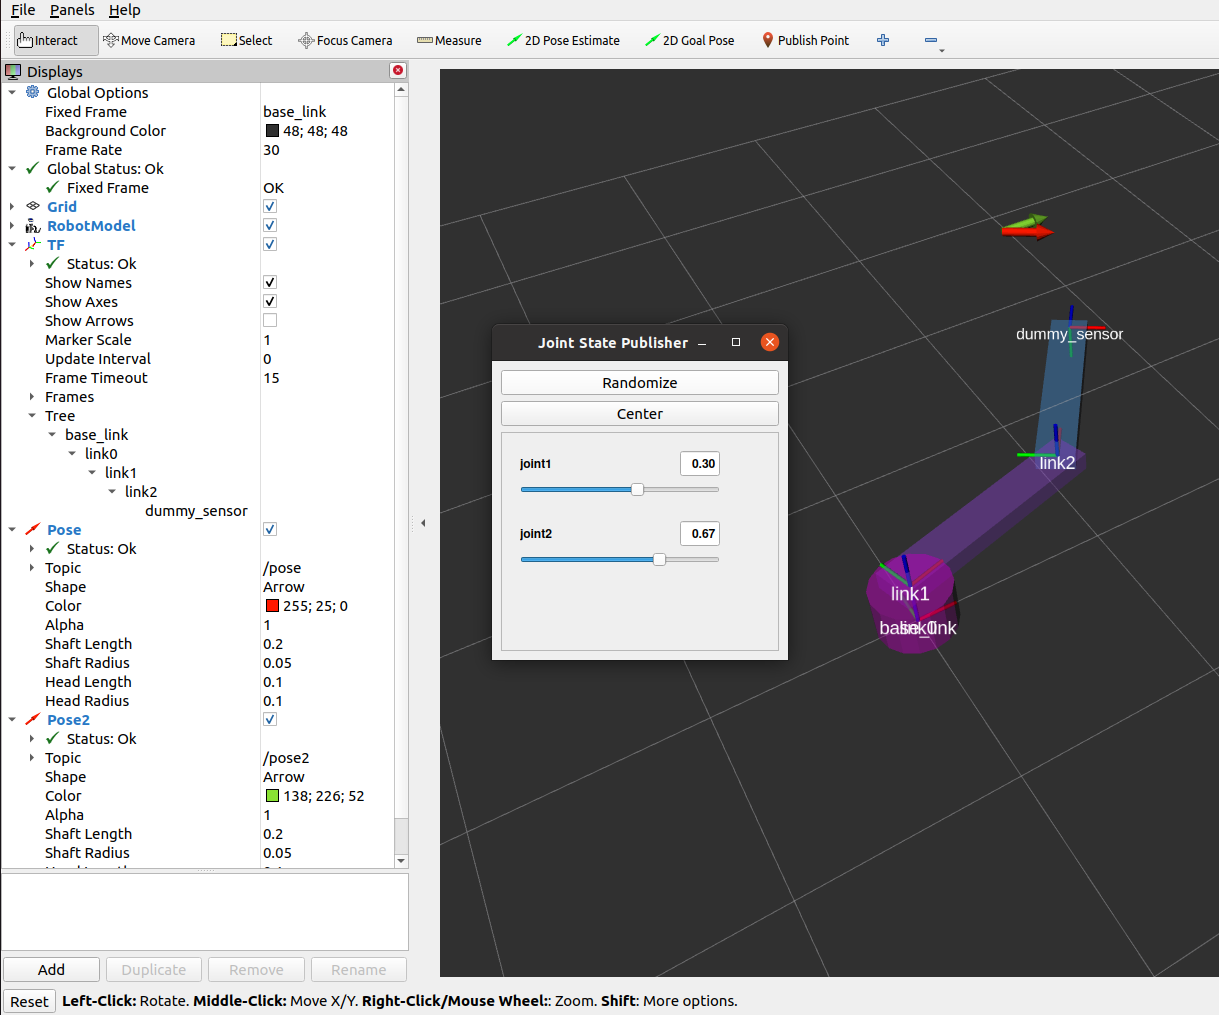 File Panels Help
Interact Move Camera Select Focus Camera Measure 2D Pose Estimate 2D Goal Pose Publish Point
Displays
Global Options
Fixed Frame base_link
Background Color 48; 48; 48
Frame Rate 30
Global Status: Ok
Fixed Frame OK
Grid
RobotModel
TF
Status: Ok
Show Names
Show Axes
Show Arrows
Marker Scale 1
Update Interval 0
Frame Timeout 15
Frames
Tree
base_link
link0
link1
link2
dummy_sensor
Pose
Status: Ok
Topic /pose
Shape Arrow
Color 255; 25; 0
Alpha 1
Shaft Length 0.2
Shaft Radius 0.05
Head Length 0.1
Head Radius 0.1
Pose2
Status: Ok
Topic /pose2
Shape Arrow
Color 138; 226; 52
Alpha 1
Shaft Length 0.2
Shaft Radius 0.05
Add Duplicate Remove Rename
Reset Left-Click: Rotate. Middle-Click: Move X/Y. Right-Click/Mouse Wheel:: Zoom. Shift: More options.
Joint State Publisher
Randomize
Center
joint1 0.30
joint2 0.67
dummy_sensor
link2
link1
base_link
link0